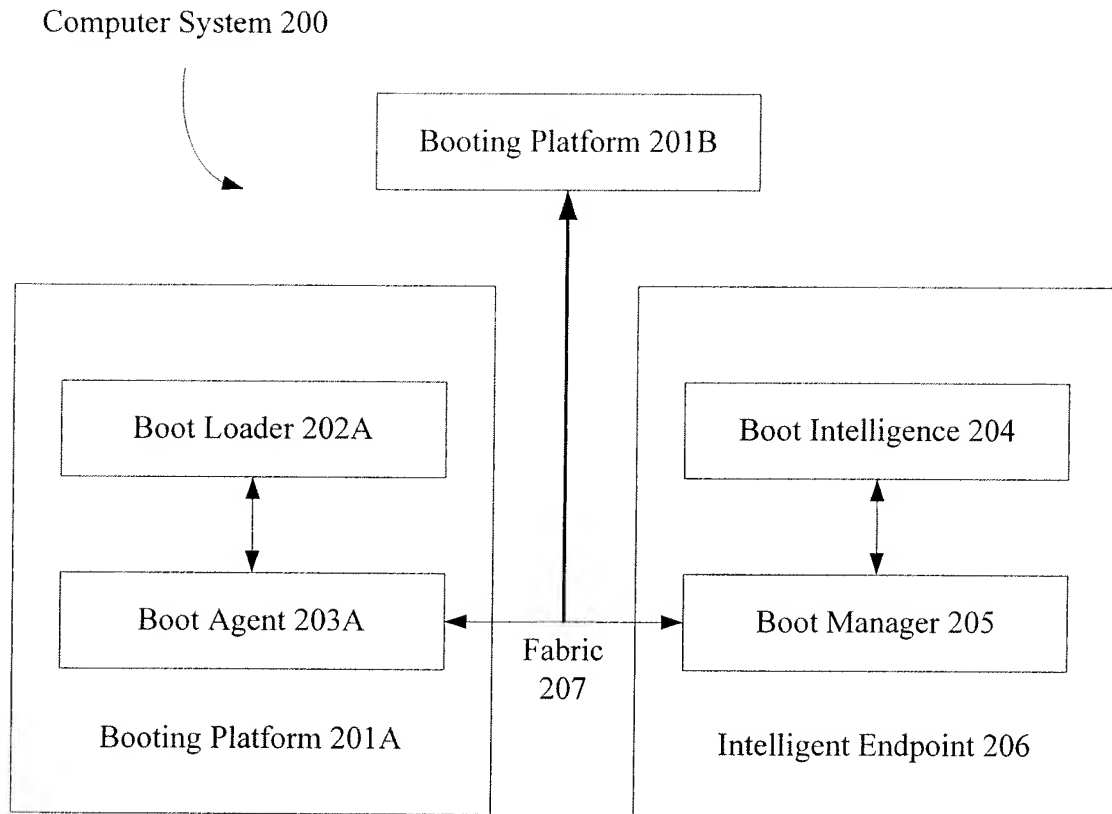 Computer System 200
Booting Platform 201B
Boot Loader 202A
Boot Intelligence 204
Boot Agent 203A
Boot Manager 205
Fabric
207
Booting Platform 201A
Intelligent Endpoint 206